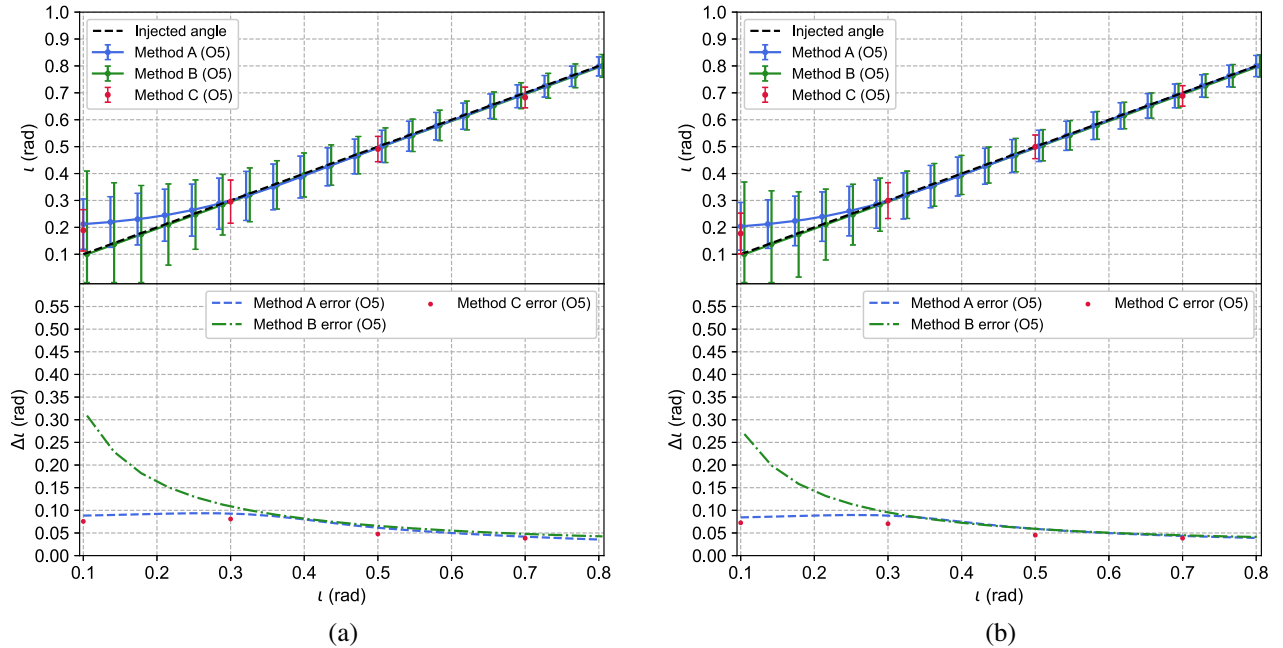 1.0
0.9
0.8
0.7
0.6
0.5
0.4
0.3
0.2
0.1
ι (rad)
Injected angle
Method A (O5)
Method B (O5)
Method C (O5)
0.55
0.50
0.45
0.40
0.35
0.30
0.25
0.20
0.15
0.10
0.05
0.00
Δι (rad)
Method A error (O5) Method C error (O5)
Method B error (O5)
0.1 0.2 0.3 0.4 0.5 0.6 0.7 0.8
ι (rad)
(a)
1.0
0.9
0.8
0.7
0.6
0.5
0.4
0.3
0.2
0.1
ι (rad)
Injected angle
Method A (O5)
Method B (O5)
Method C (O5)
0.55
0.50
0.45
0.40
0.35
0.30
0.25
0.20
0.15
0.10
0.05
0.00
Δι (rad)
Method A error (O5) Method C error (O5)
Method B error (O5)
0.1 0.2 0.3 0.4 0.5 0.6 0.7 0.8
ι (rad)
(b)